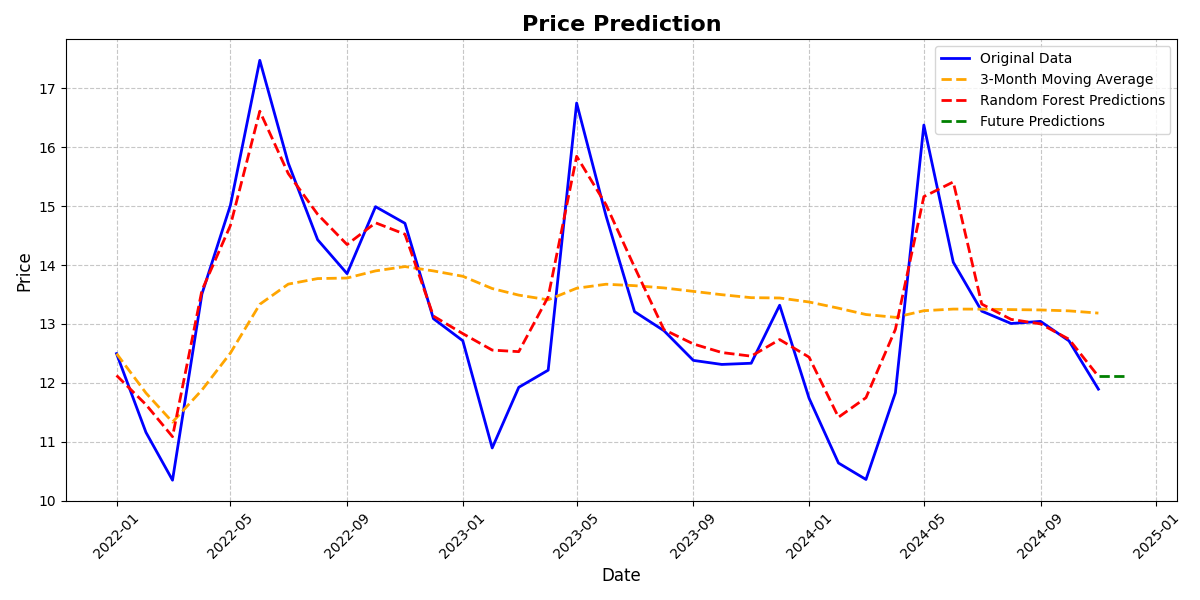 Price Prediction
Original Data
3-Month Moving Average
Random Forest Predictions
Future Predictions
Price
17
16
15
14
13
12
11
10
2022-01
2022-05
2022-09
2023-01
2023-05
2023-09
2024-01
2024-05
2024-09
2025-01
Date